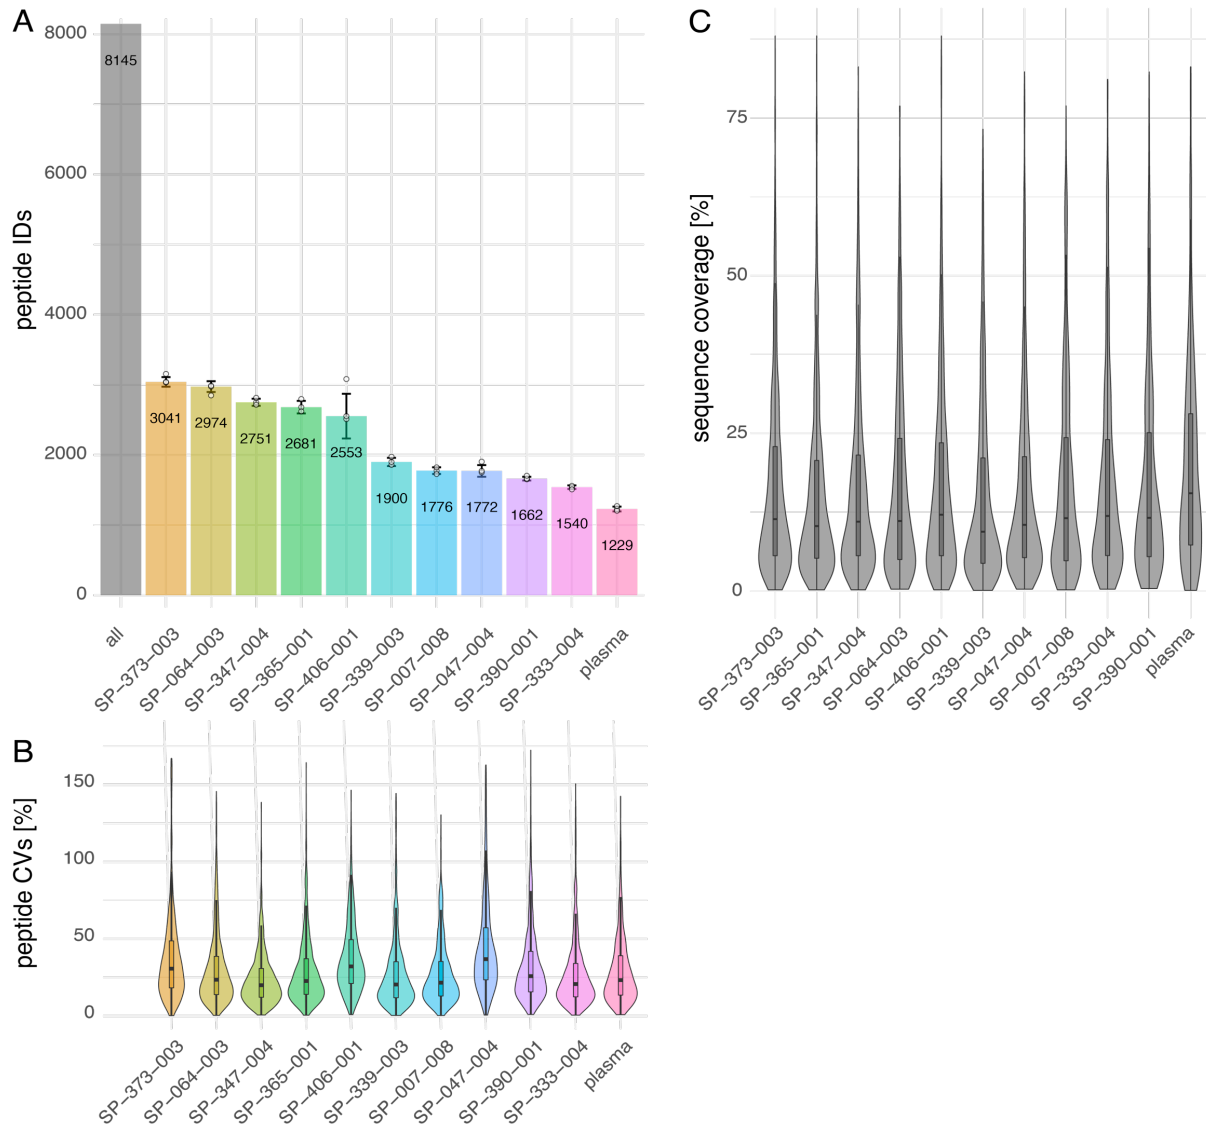 A
peptide IDs
8000
6000
4000
2000
0
8145
3041
2974
2751
2681
2553
1900
1776
1772
1662
1540
1229
all
SP−373−003
SP−064−003
SP−347−004
SP−365−001
SP−406−001
SP−339−003
SP−007−008
SP−047−004
SP−390−001
SP−333−004
plasma
B
peptide CVs [%]
150
100
50
0
SP−373−003
SP−064−003
SP−347−004
SP−365−001
SP−406−001
SP−339−003
SP−007−008
SP−047−004
SP−390−001
SP−333−004
plasma
C
sequence coverage [%]
75
50
25
0
SP−373−003
SP−365−001
SP−347−004
SP−064−003
SP−406−001
SP−339−003
SP−047−004
SP−007−008
SP−333−004
SP−390−001
plasma